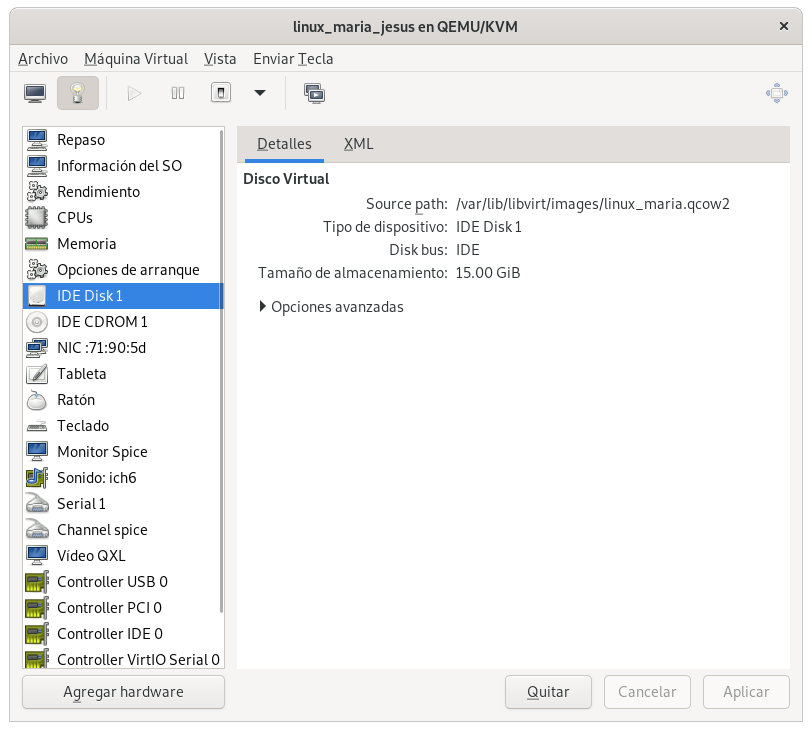 linux_maria_jesus en QEMU/KVM
Archivo Máquina Virtual Vista Enviar Tecla
Repaso
Información del SO
Rendimiento
CPUs
Memoria
Opciones de arranque
IDE Disk 1
IDE CDROM 1
NIC :71:90:5d
Tableta
Ratón
Teclado
Monitor Spice
Sonido: ich6
Serial 1
Channel spice
Vídeo QXL
Controller USB 0
Controller PCI 0
Controller IDE 0
Controller VirtIO Serial 0
Agregar hardware
Detalles XML
Disco Virtual
Source path: /var/lib/libvirt/images/linux_maria.qcow2
Tipo de dispositivo: IDE Disk 1
Disk bus: IDE
Tamaño de almacenamiento: 15.00 GiB
Opciones avanzadas
Quitar Cancelar Aplicar